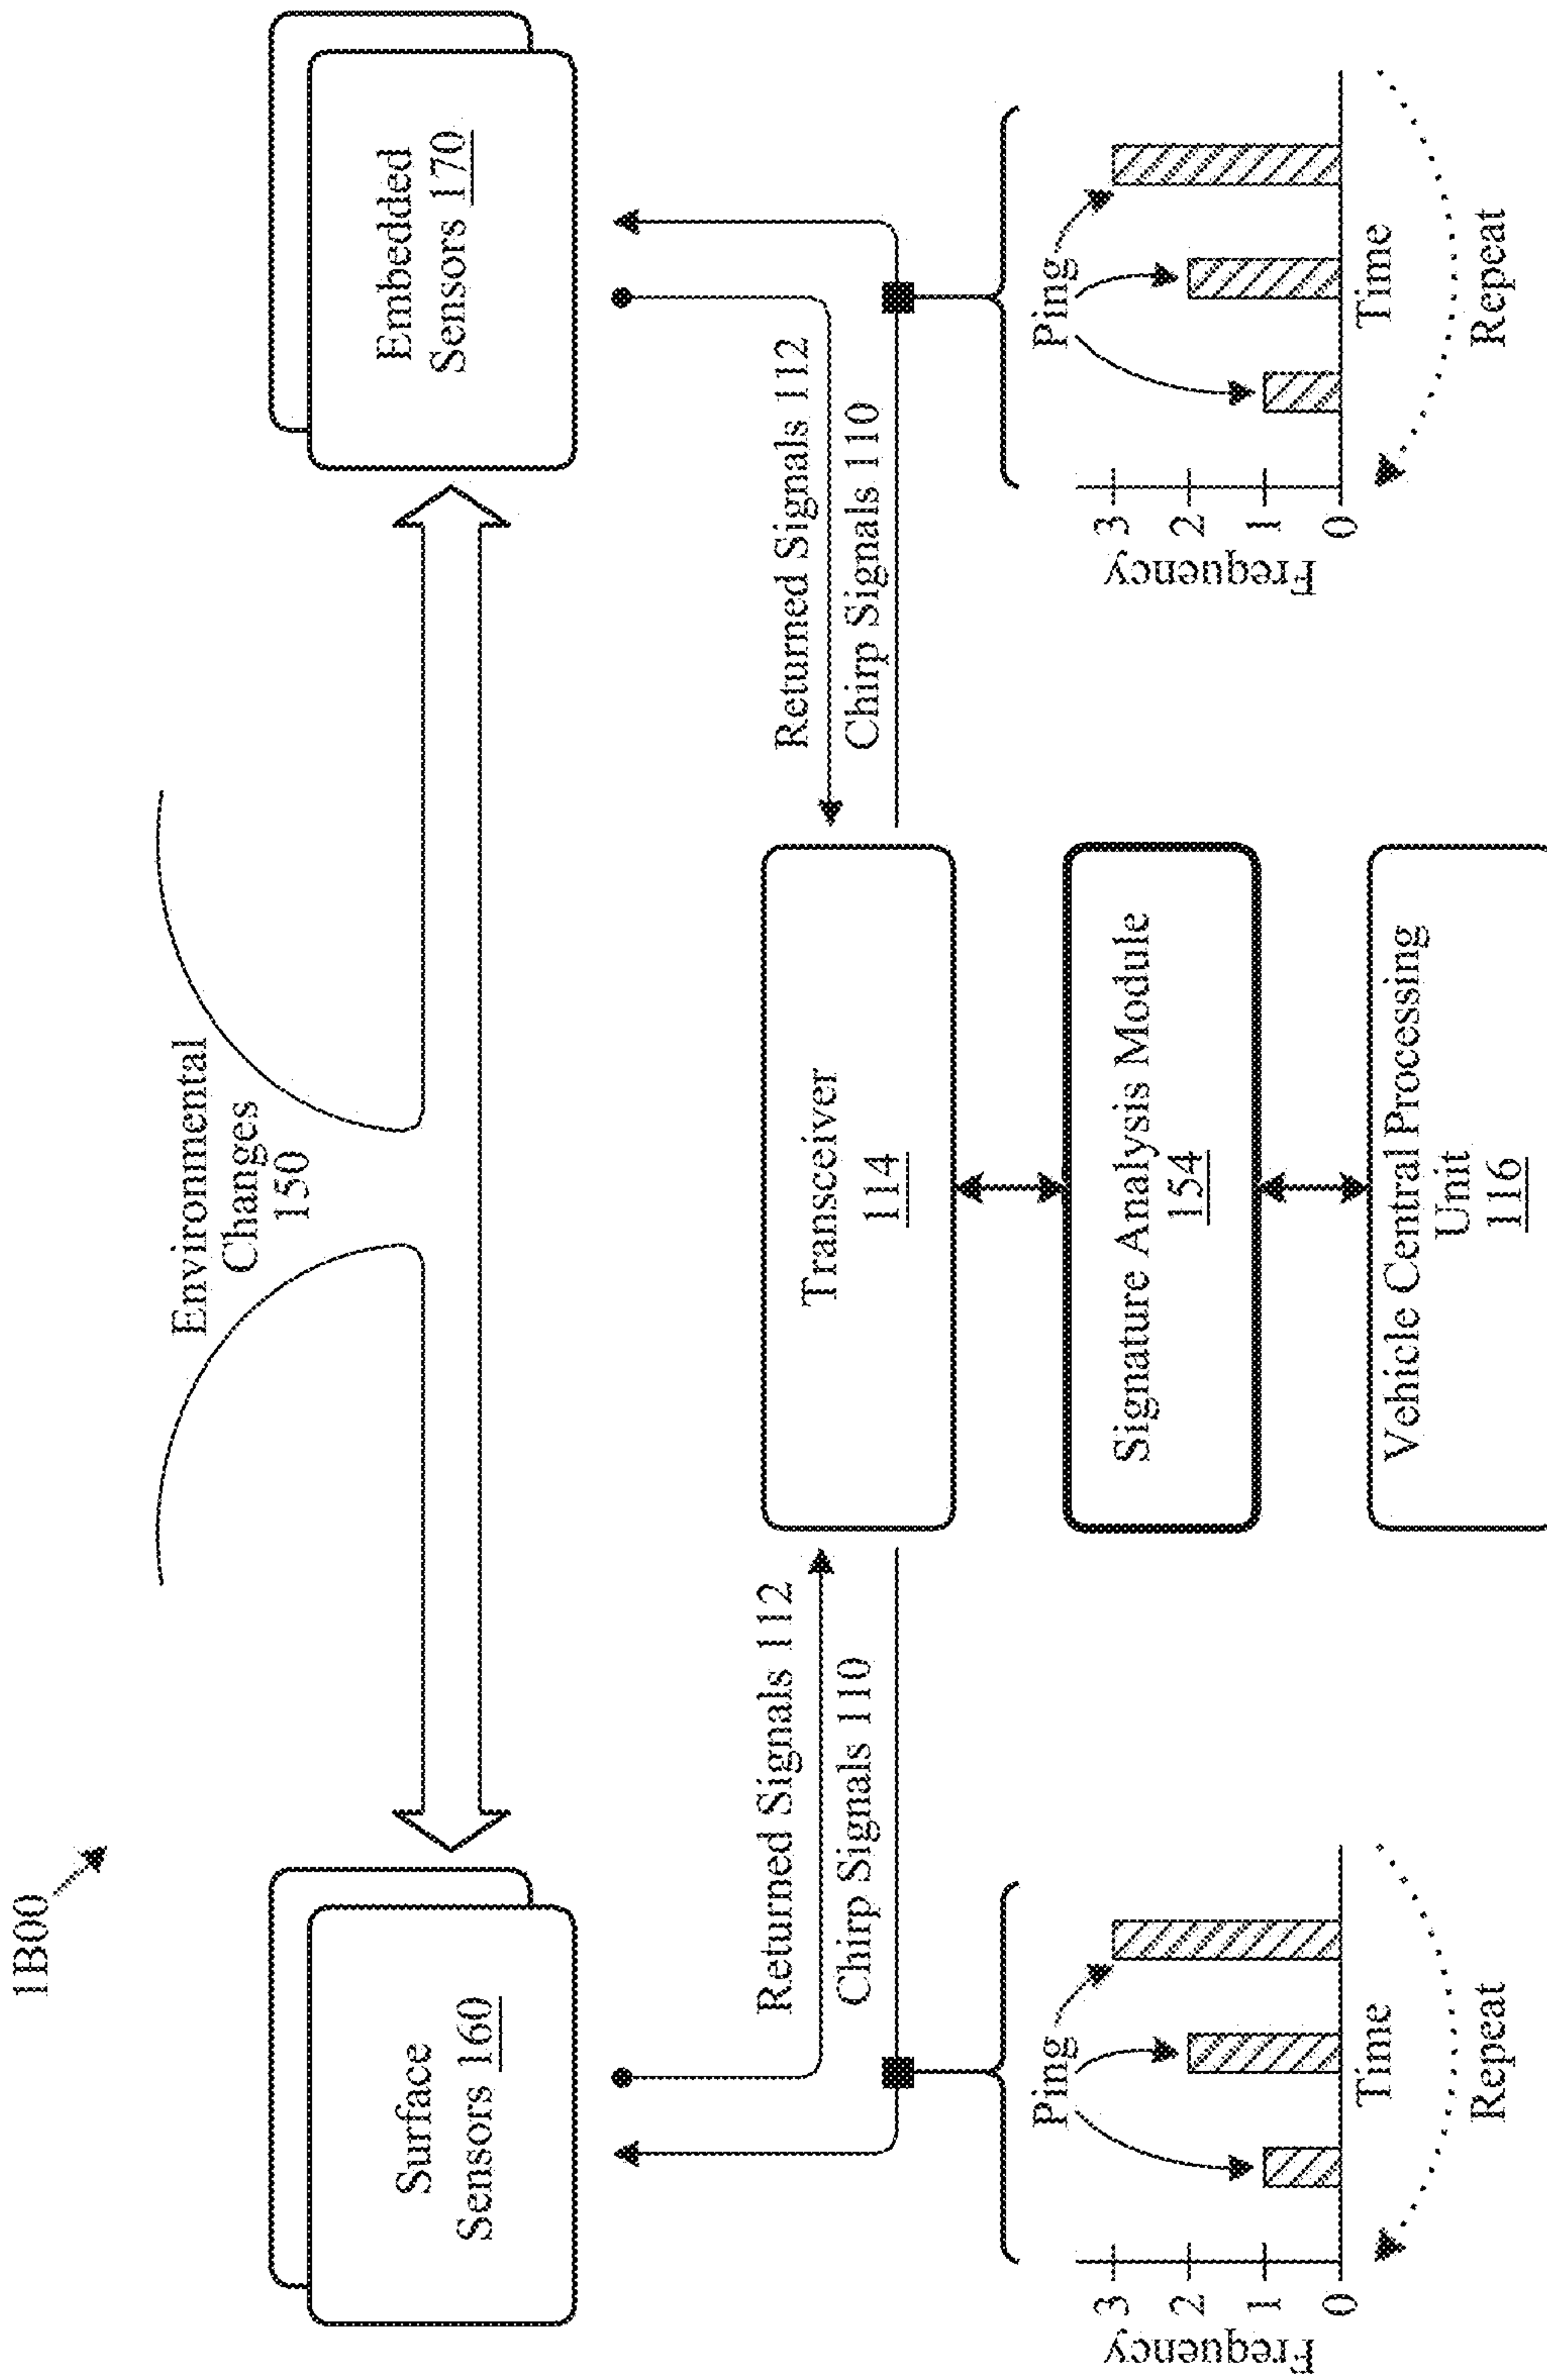 1B00
Environmental
Changes
150
Surface
Sensors 160
Embedded
Sensors 170
Returned Signals 112
Chirp Signals 110
Returned Signals 112
Chirp Signals 110
Transceiver
114
Signature Analysis Module
154
Vehicle Central Processing
Unit
116
Frequency
3
2
1
0
Ping
Time
Repeat
Frequency
3
2
1
0
Ping
Time
Repeat